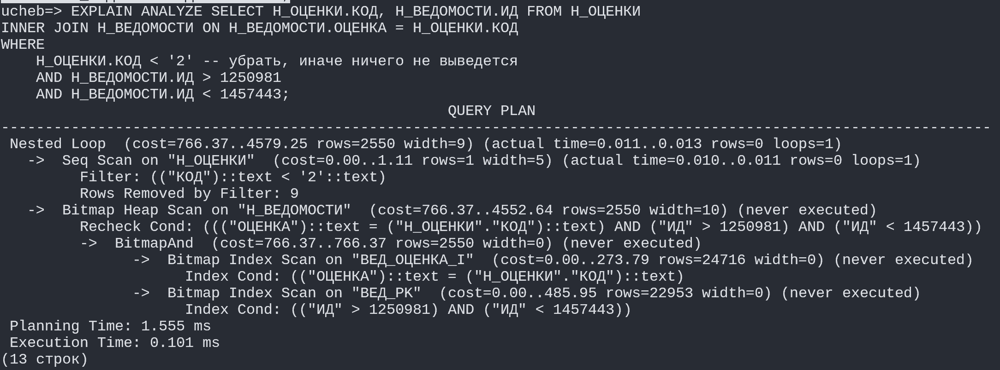 ucheb=> EXPLAIN ANALYZE SELECT Н_ОЦЕНКИ.КОД, Н_ВЕДОМОСТИ.ИД FROM Н_ОЦЕНКИ
INNER JOIN Н_ВЕДОМОСТИ ON Н_ВЕДОМОСТИ.ОЦЕНКА = Н_ОЦЕНКИ.КОД
WHERE
    Н_ОЦЕНКИ.КОД < '2' -- убрать, иначе ничего не выведется
    AND Н_ВЕДОМОСТИ.ИД > 1250981
    AND Н_ВЕДОМОСТИ.ИД < 1457443;
                                                   QUERY PLAN
-----------------------------------------------------------------------------------------------------------------
 Nested Loop  (cost=766.37..4579.25 rows=2550 width=9) (actual time=0.011..0.013 rows=0 loops=1)
   ->  Seq Scan on "Н_ОЦЕНКИ"  (cost=0.00..1.11 rows=1 width=5) (actual time=0.010..0.011 rows=0 loops=1)
         Filter: (("КОД")::text < '2'::text)
         Rows Removed by Filter: 9
   ->  Bitmap Heap Scan on "Н_ВЕДОМОСТИ"  (cost=766.37..4552.64 rows=2550 width=10) (never executed)
         Recheck Cond: ((("ОЦЕНКА")::text = ("Н_ОЦЕНКИ"."КОД")::text) AND ("ИД" > 1250981) AND ("ИД" < 1457443))
         ->  BitmapAnd  (cost=766.37..766.37 rows=2550 width=0) (never executed)
               ->  Bitmap Index Scan on "ВЕД_ОЦЕНКА_I"  (cost=0.00..273.79 rows=24716 width=0) (never executed)
                     Index Cond: (("ОЦЕНКА")::text = ("Н_ОЦЕНКИ"."КОД")::text)
               ->  Bitmap Index Scan on "ВЕД_PK"  (cost=0.00..485.95 rows=22953 width=0) (never executed)
                     Index Cond: (("ИД" > 1250981) AND ("ИД" < 1457443))
 Planning Time: 1.555 ms
 Execution Time: 0.101 ms
(13 строк)